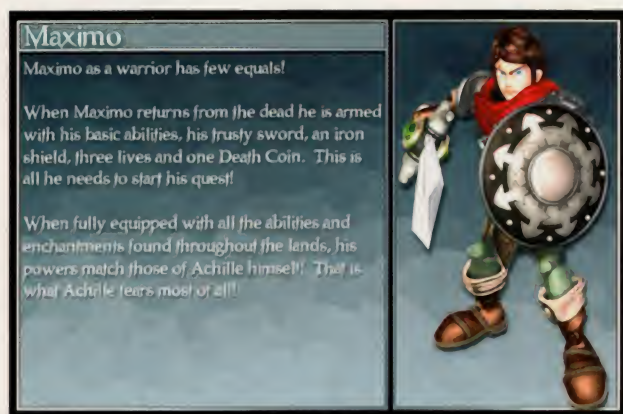 Maximo
Maximo as a warrior has few equals!
When Maximo returns from the dead he is armed
with his basic abilities, his trusty sword, an iron
shield, three lives and one Death Coin. This is
all he needs to start his quest!
When fully equipped with all the abilities and
enchantments found throughout the lands, his
powers match those of Achille himself! That is
what Achille fears most of all!